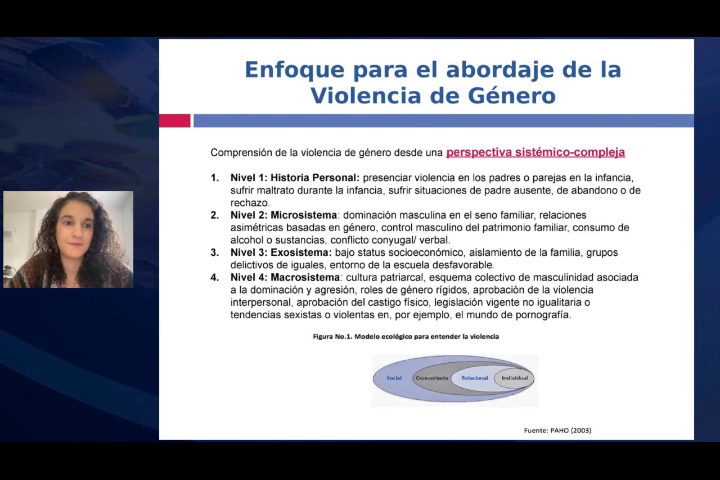 Enfoque para el abordaje de la
Violencia de Género
Comprensión de la violencia de género desde una perspectiva sistémico-compleja
1. Nivel 1: Historia Personal: presenciar violencia en los padres o parejas en la infancia,
sufrir maltrato durante la infancia, sufrir situaciones de padre ausente, de abandono o de
rechazo.
2. Nivel 2: Microsistema: dominación masculina en el seno familiar, relaciones
asimétricas basadas en género, control masculino del patrimonio familiar, consumo de
alcohol o sustancias, conflicto conyugal/ verbal.
3. Nivel 3: Exosistema: bajo status socioeconómico, aislamiento de la familia, grupos
delictivos de iguales, entorno de la escuela desfavorable.
4. Nivel 4: Macrosistema: cultura patriarcal, esquema colectivo de masculinidad asociada
a la dominación y agresión, roles de género rígidos, aprobación de la violencia
interpersonal, aprobación del castigo físico, legislación vigente no igualitaria o
tendencias sexistas o violentas en, por ejemplo, el mundo de pornografía.
Figura No.1. Modelo ecológico para entender la violencia
Social Comunitario Relacional Individual
Fuente: PAHO (2003)